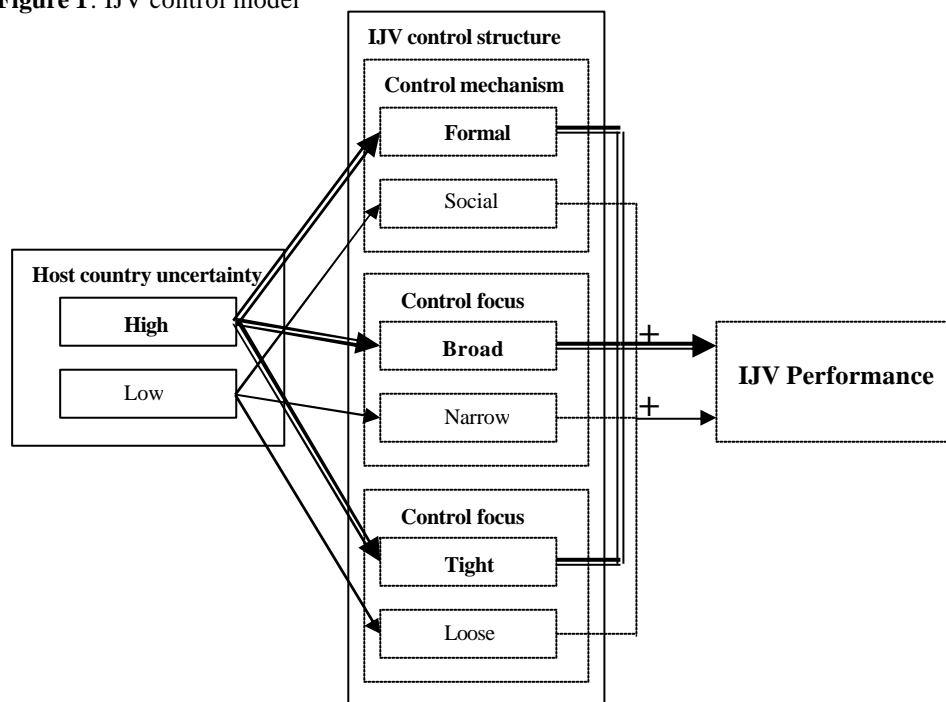 Figure 1. IJV control model
IJV control structure
Control mechanism
Formal
Social
Host country uncertainty
High
Low
Control focus
Broad
Narrow
+
+
IJV Performance
Control focus
Tight
Loose